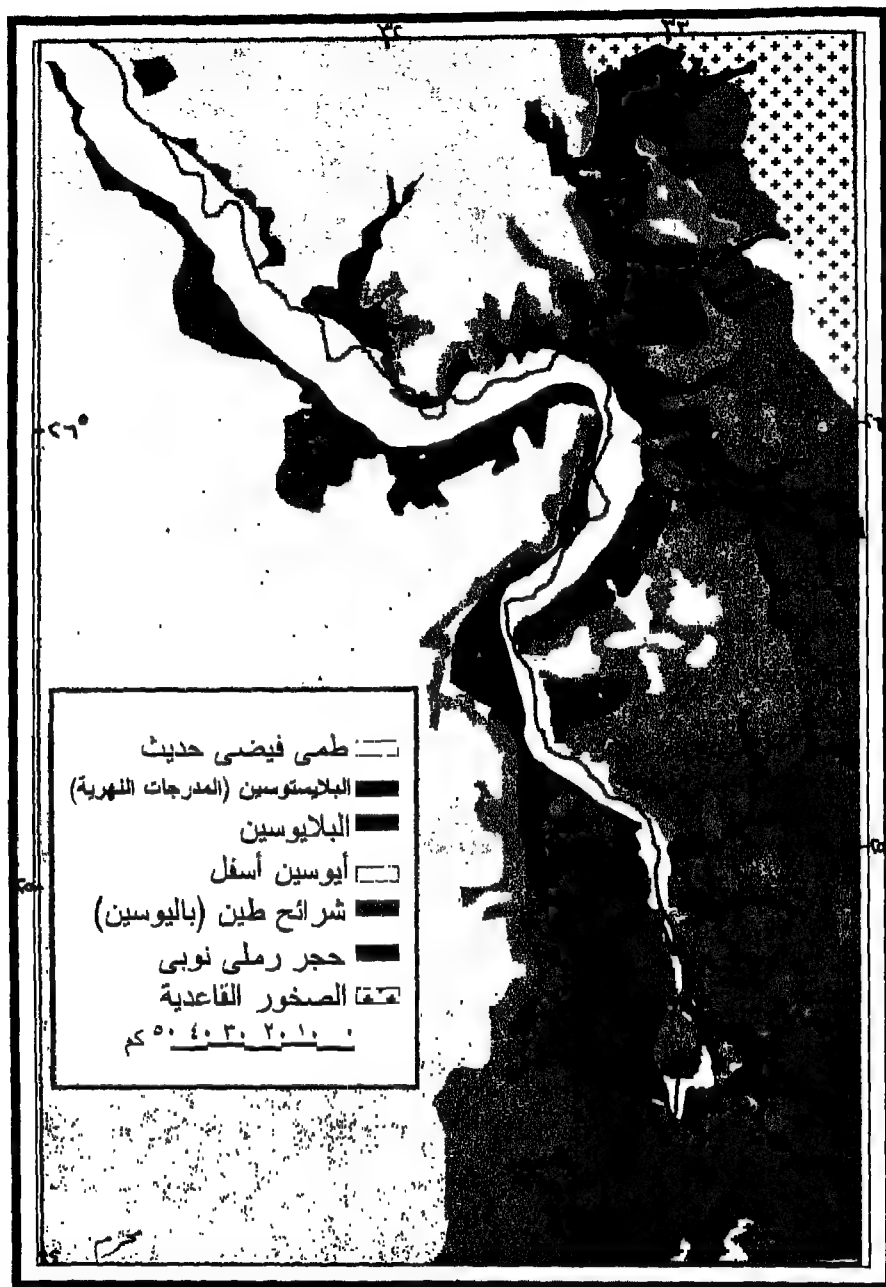 ٣٢ ٣٣
٢٦°
طمى فيضى حديث
البلايستوسين (المدرجات النهرية)
البلايوسين
أيوسين أسفل
شرائح طين (باليوسين)
حجر رملى نوبى
الصخور القاعدية
٠ ١٠ ٢٠ ٣٠ ٤٠ ٥٠ كم